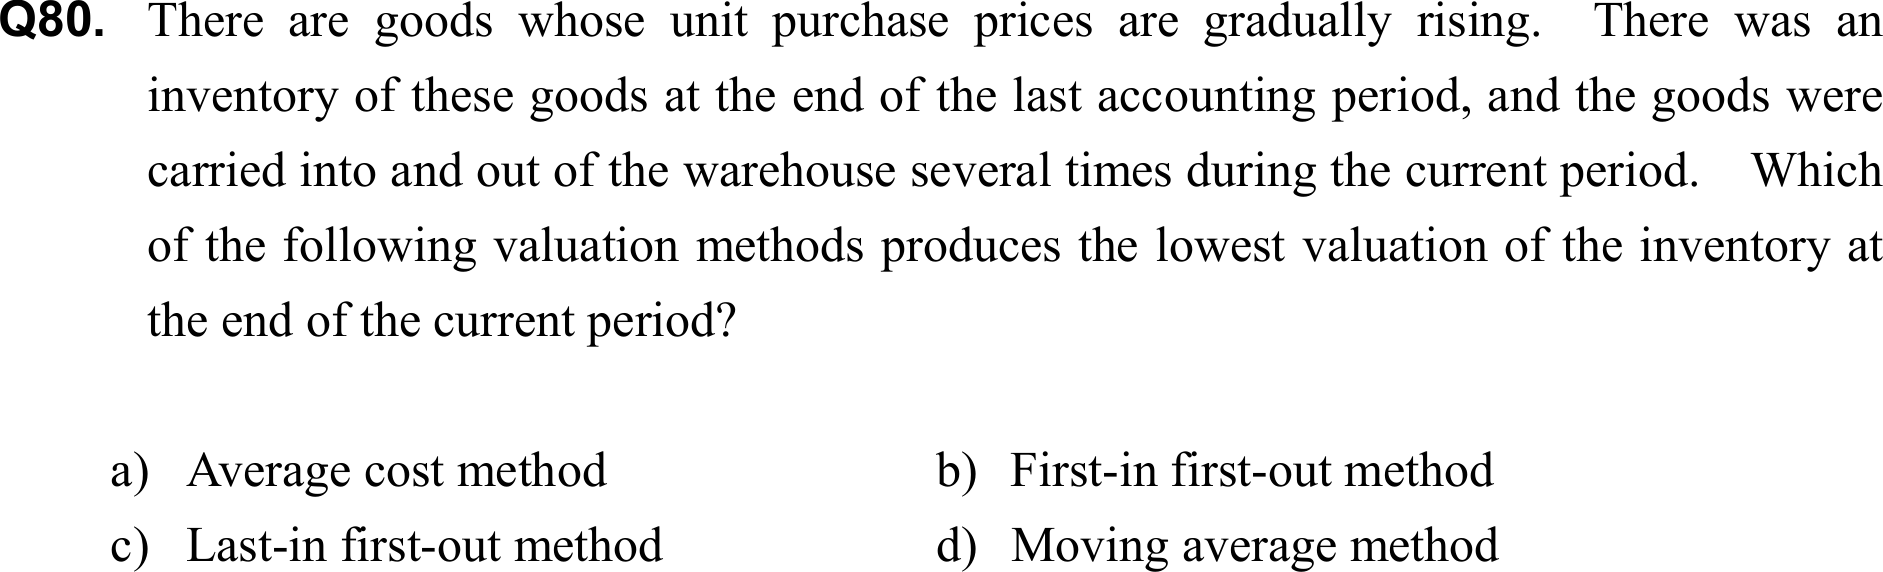 Q80. There are goods whose unit purchase prices are gradually rising. There was an
inventory of these goods at the end of the last accounting period, and the goods were
carried into and out of the warehouse several times during the current period. Which
of the following valuation methods produces the lowest valuation of the inventory at
the end of the current period?
a) Average cost method b) First-in first-out method
c) Last-in first-out method d) Moving average method